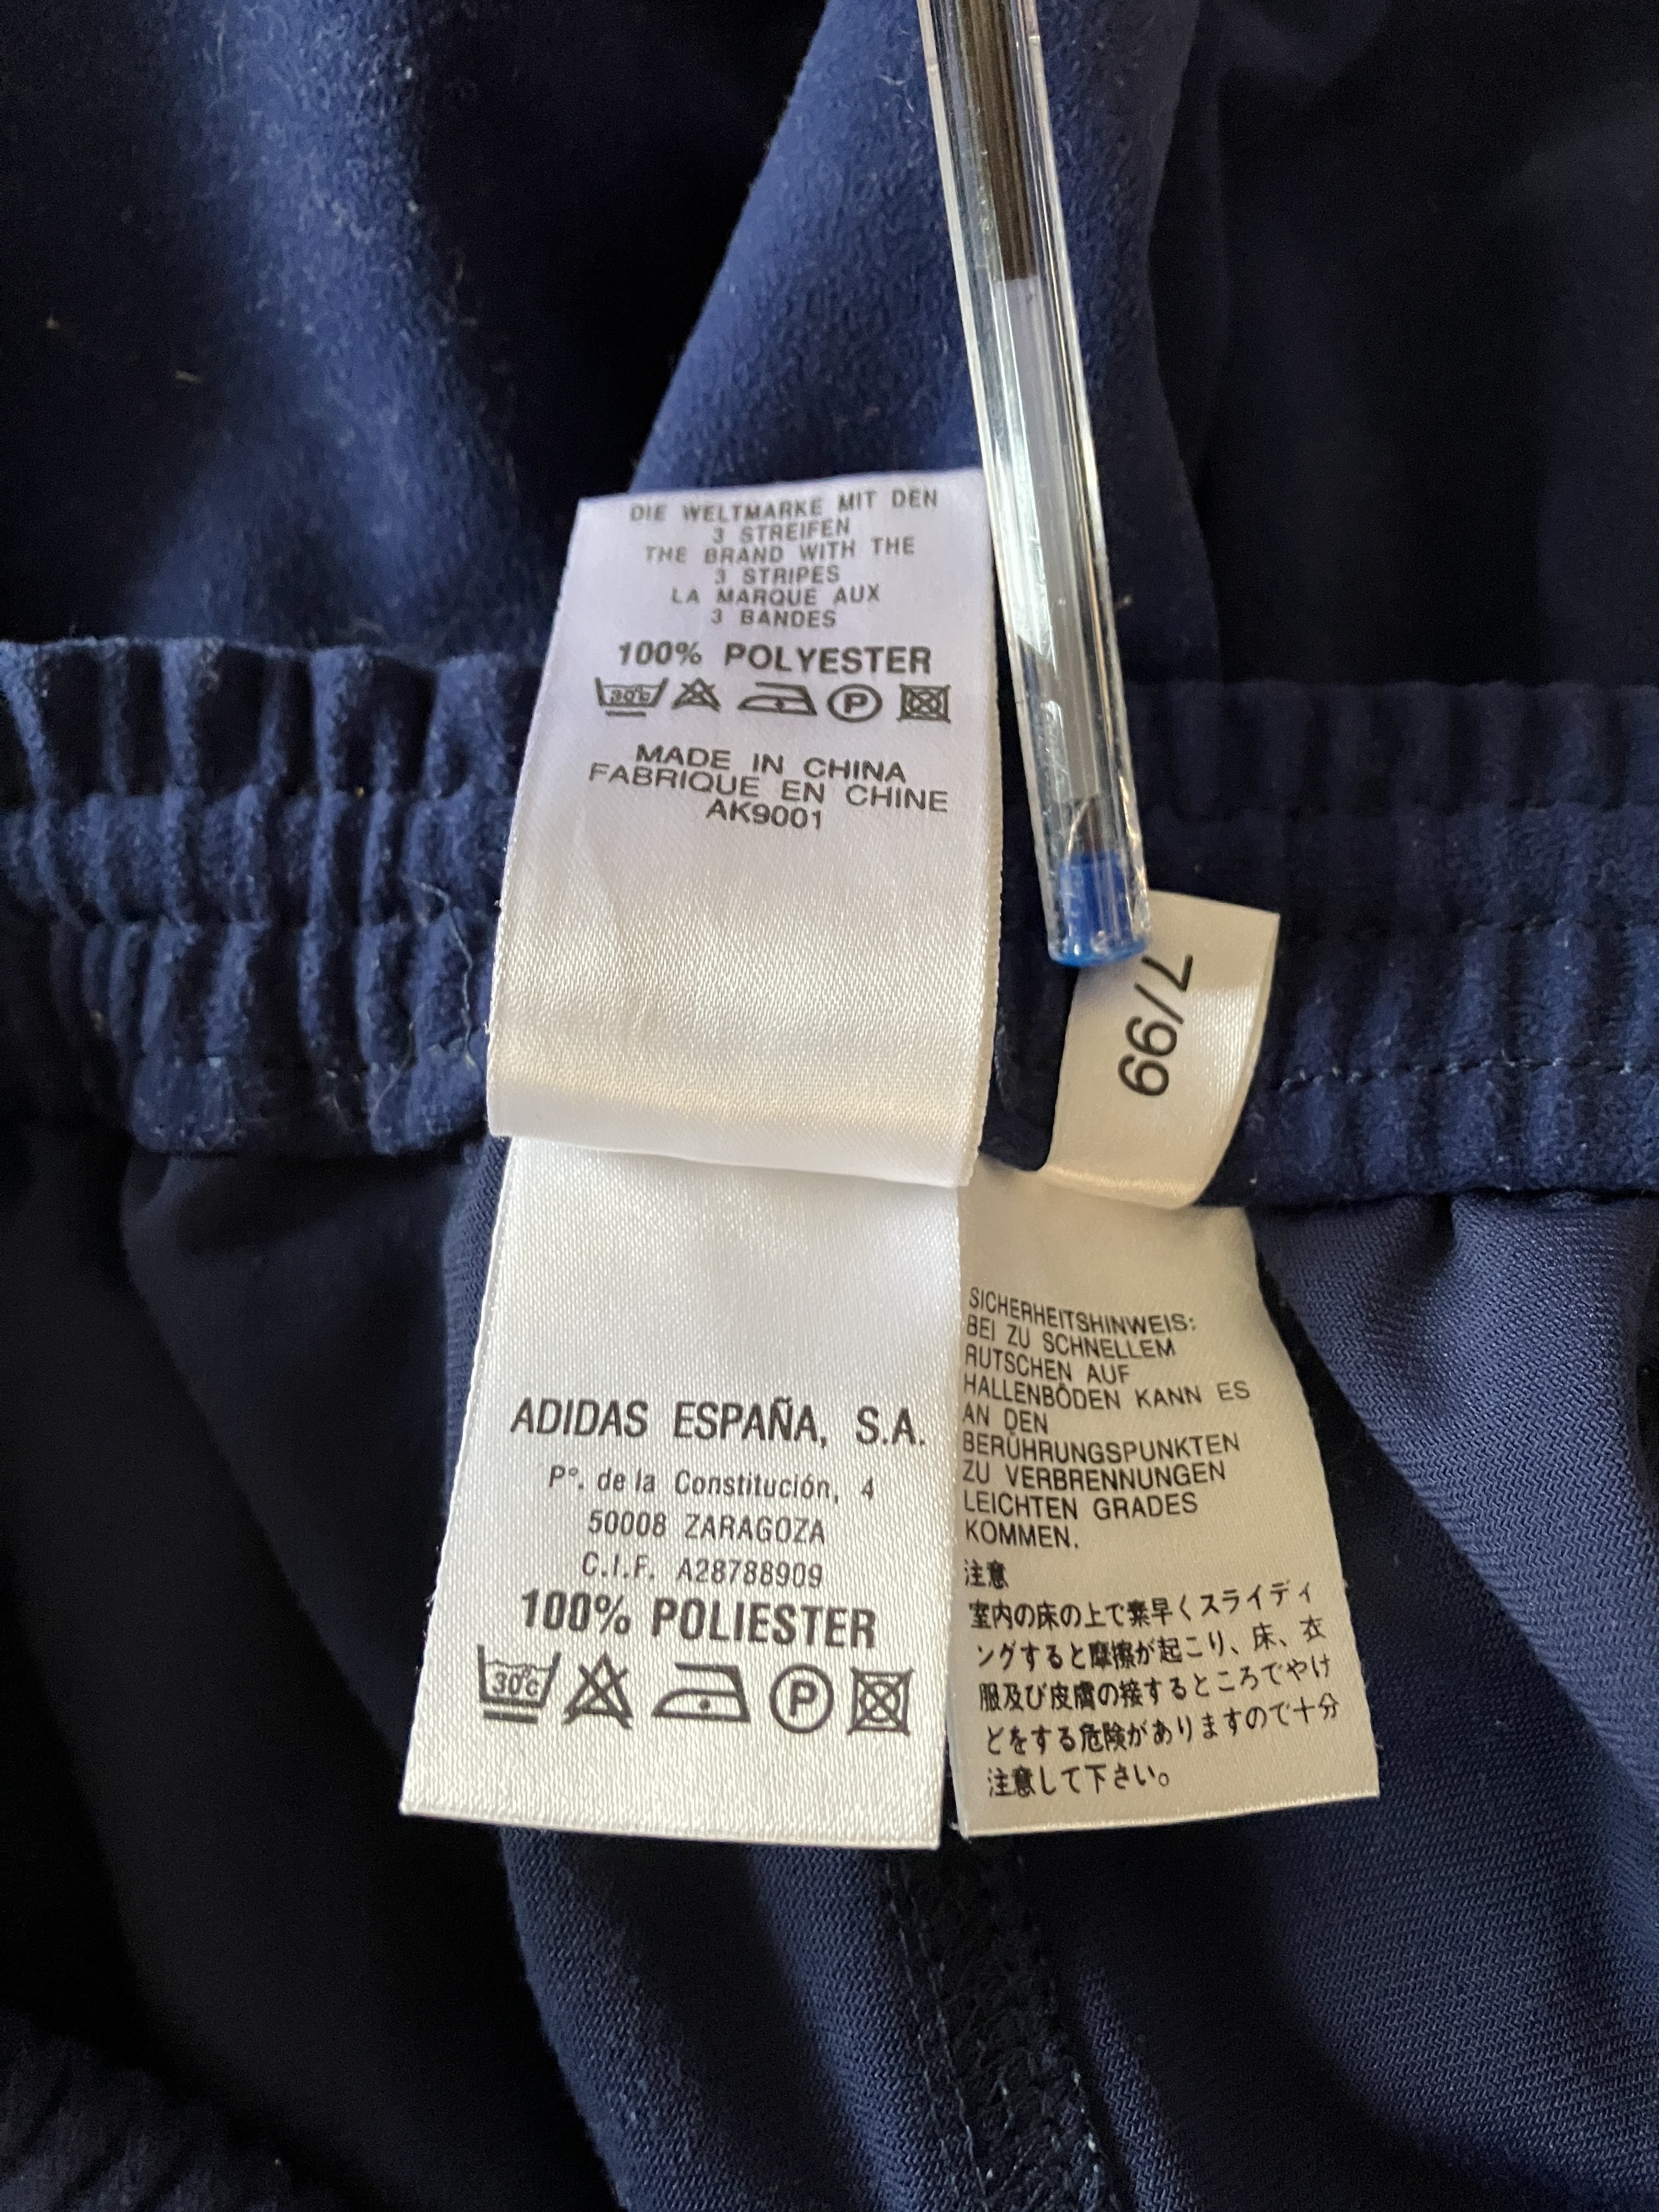 DIE WELTMARKE MIT DEN
3 STREIFEN
THE BRAND WITH THE
3 STRIPES
LA MARQUE AUX
3 BANDES
100% POLYESTER
30°c P
MADE IN CHINA
FABRIQUE EN CHINE
AK9001
7/99
ADIDAS ESPAÑA, S.A.
Pº. de la Constitución, 4
50008 ZARAGOZA
C.I.F. A28788909
100% POLIESTER
30°c P
SICHERHEITSHINWEIS:
BEI ZU SCHNELLEM
RUTSCHEN AUF
HALLENBÖDEN KANN ES
AN DEN
BERÜHRUNGSPUNKTEN
ZU VERBRENNUNGEN
LEICHTEN GRADES
KOMMEN.
注意
室内の床の上で素早くスライディ
ングすると摩擦が起こり、床、衣
服及び皮膚の接するところでやけ
どをする危険がありますので十分
注意して下さい。